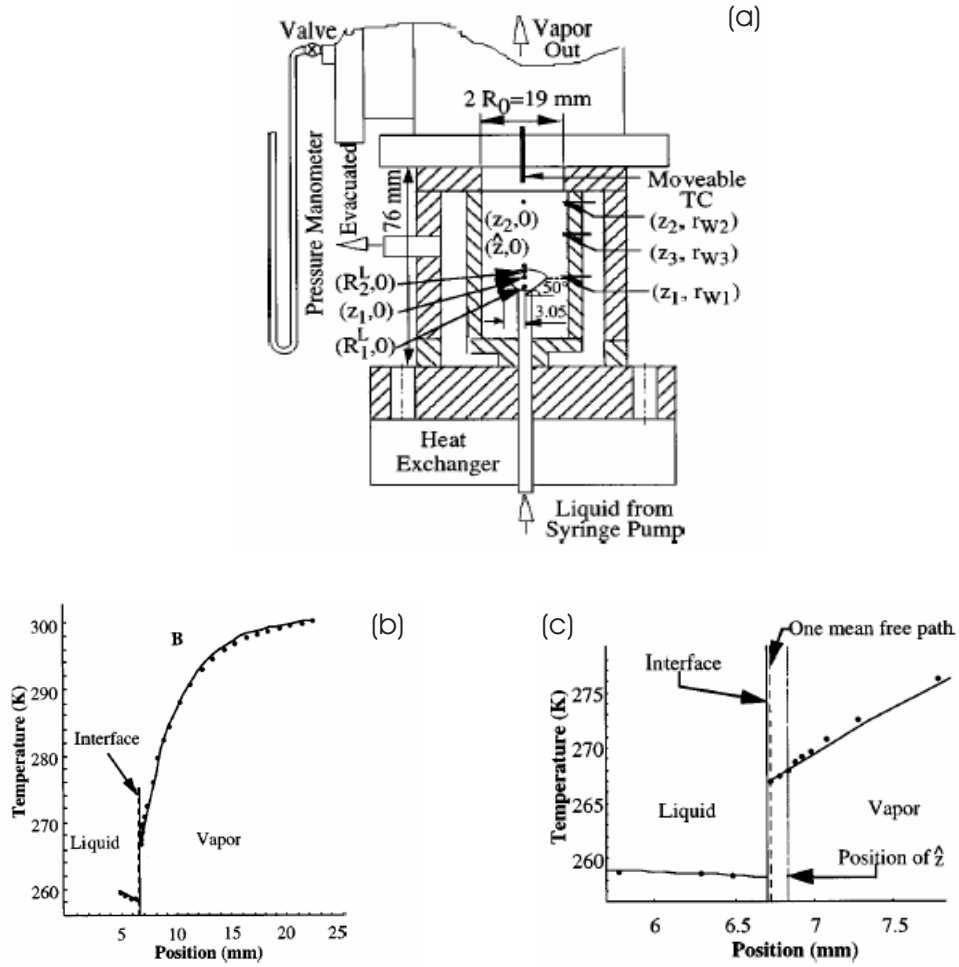 (a)
Valve
Vapor
Out
2 R0=19 mm
Pressure Manometer
Evacuated
76 mm
Moveable
TC
(z2,0)
(ẑ,0)
(z2, rW2)
(z3, rW3)
(R2^L,0)
(z1,0)
(R1^L,0)
50°
3.05
(z1, rW1)
Heat
Exchanger
Liquid from
Syringe Pump
(b)
B
Temperature (K)
300
290
280
270
260
Interface
Liquid
Vapor
5 10 15 20 25
Position (mm)
(c)
One mean free path
Interface
Temperature (K)
275
270
265
260
Liquid
Vapor
Position of ẑ
6 6.5 7 7.5
Position (mm)